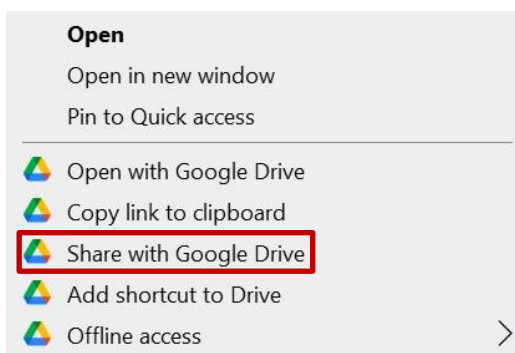 Open
Open in new window
Pin to Quick access
Open with Google Drive
Copy link to clipboard
Share with Google Drive
Add shortcut to Drive
Offline access